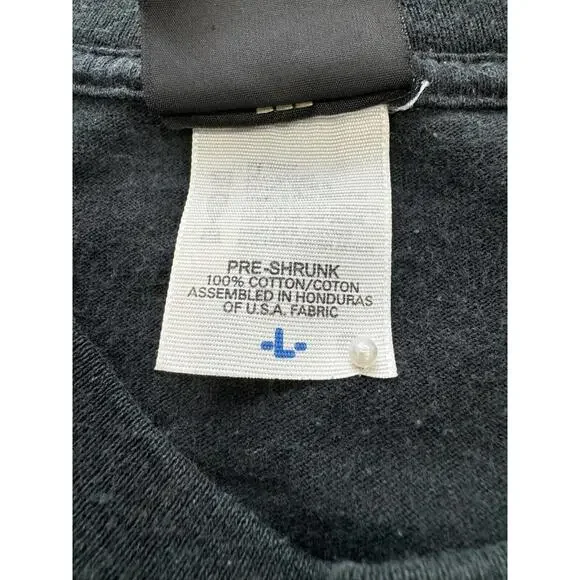 PRE-SHRUNK
100% COTTON/COTON
ASSEMBLED IN HONDURAS
OF U.S.A. FABRIC
-L-